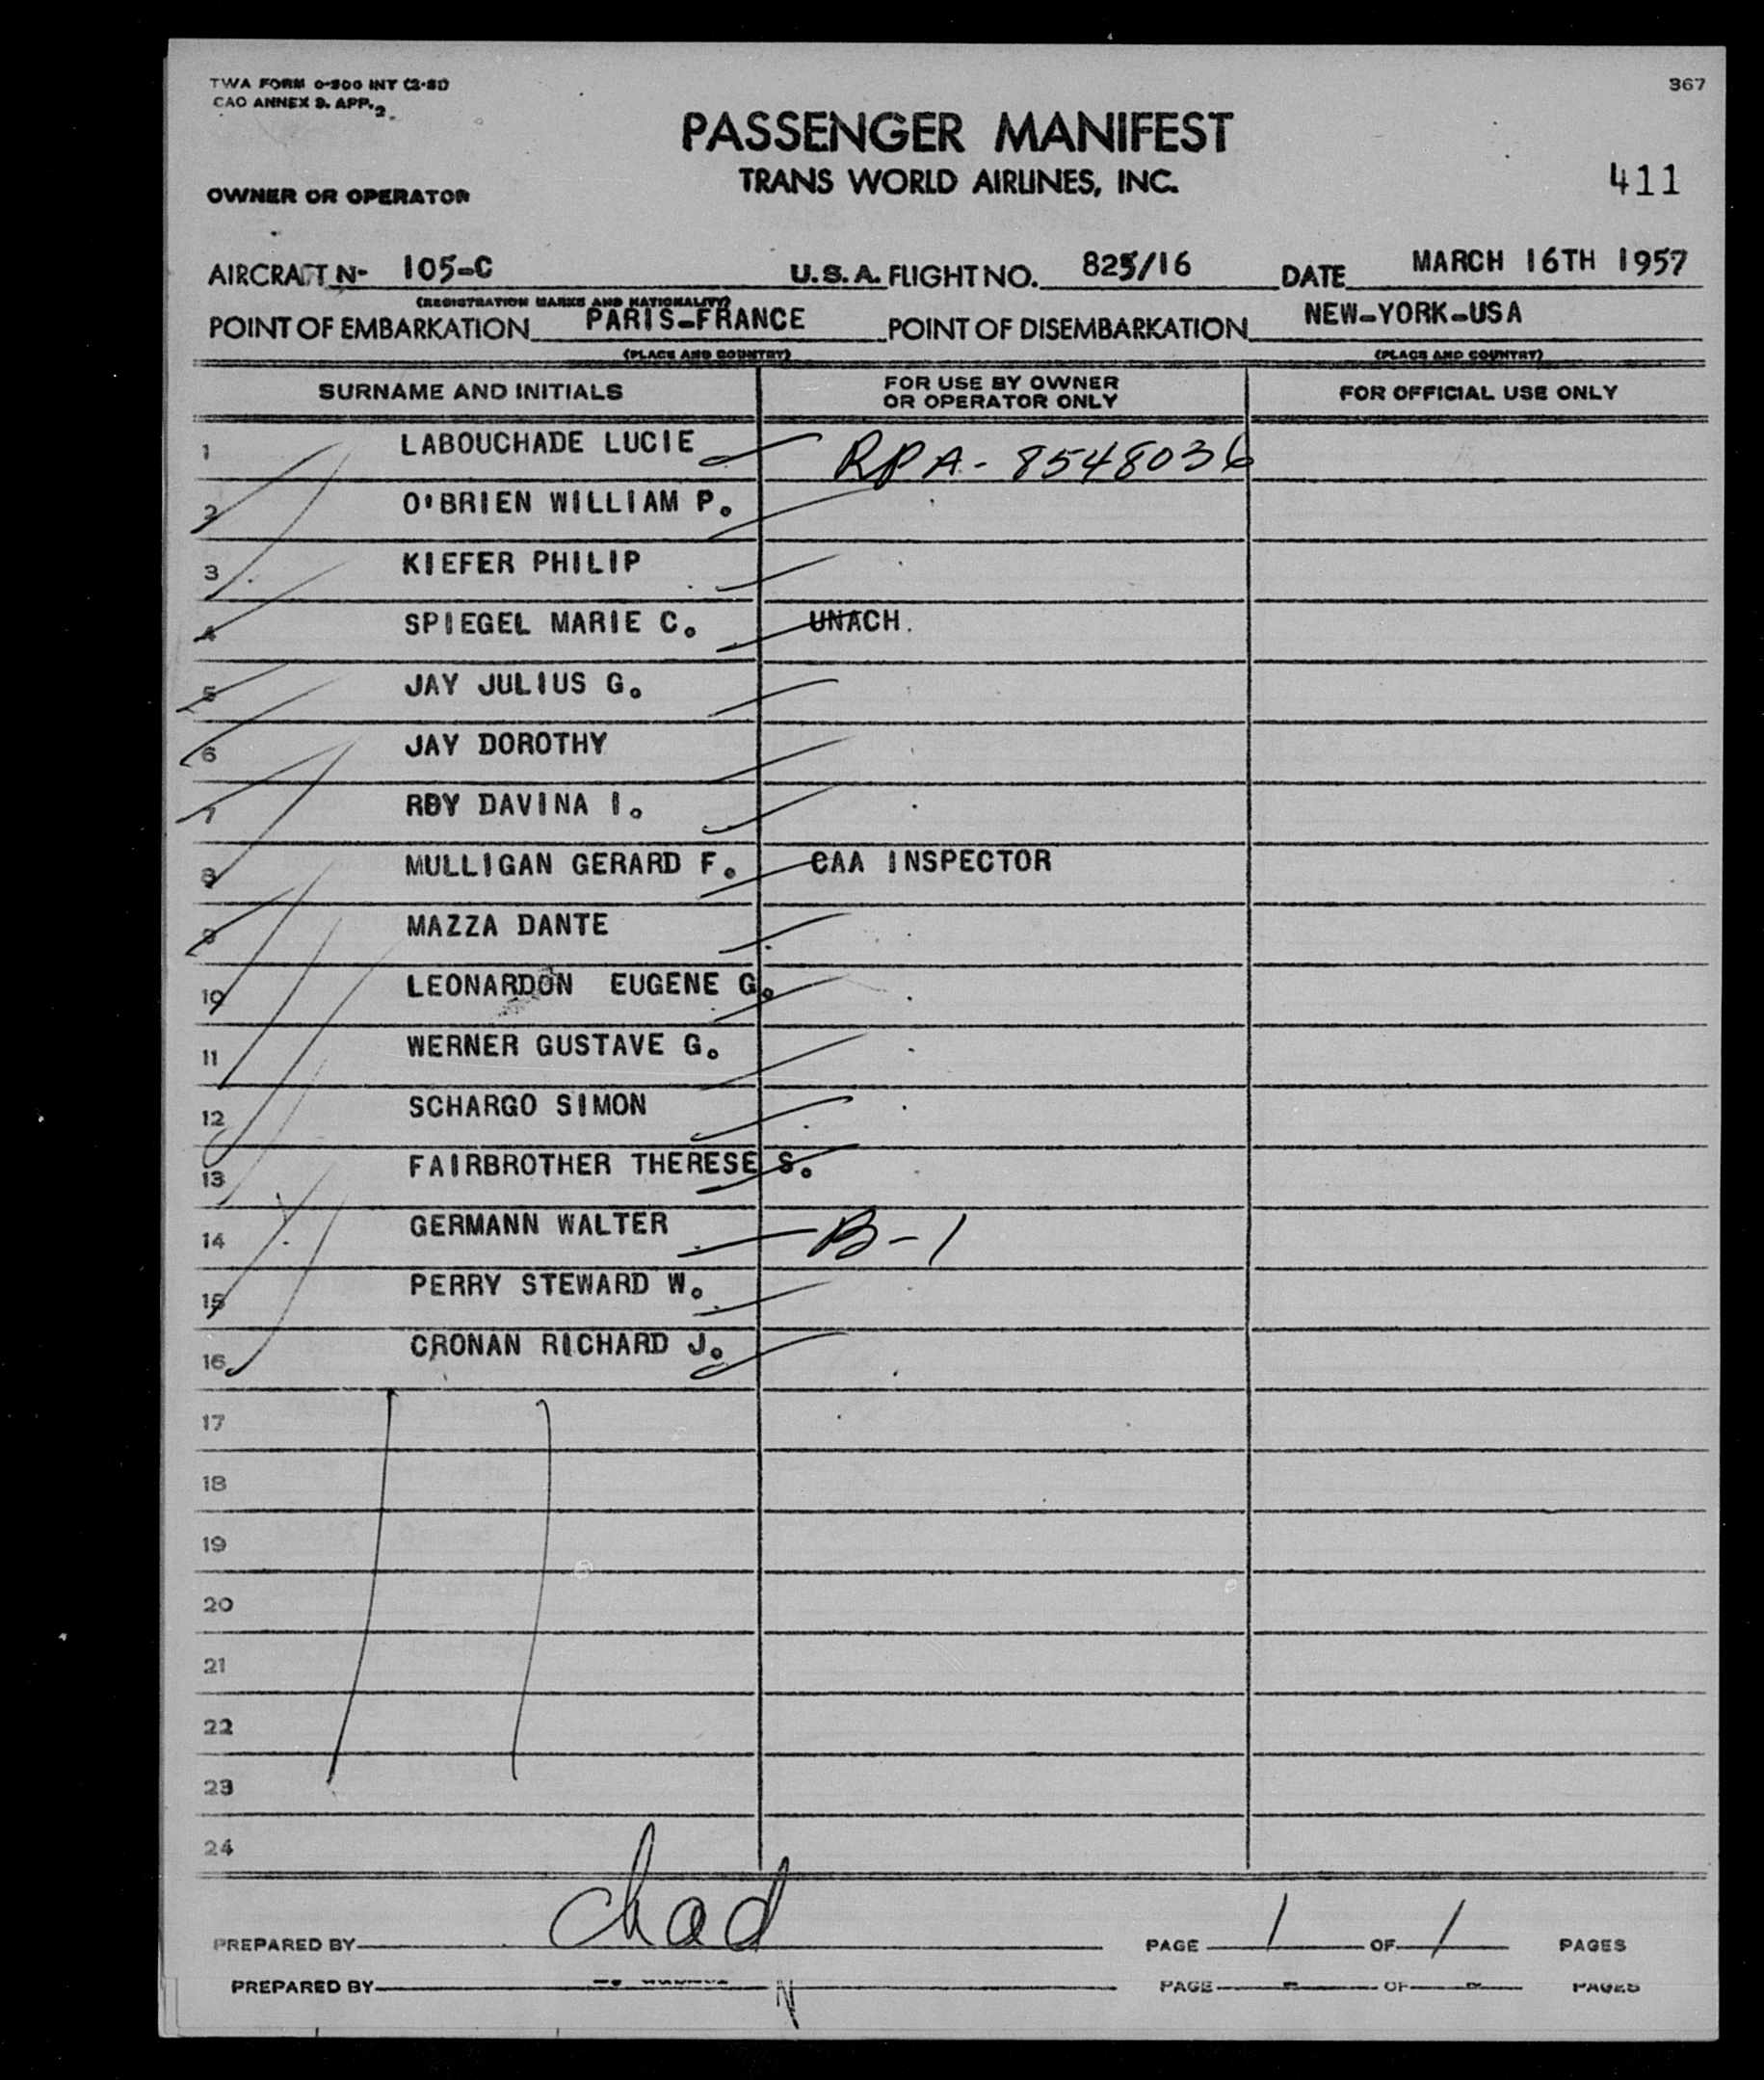 TWA FORM 0-500 INT (2-51)
CAO ANNEX 9. APP. 2.
367
PASSENGER MANIFEST
TRANS WORLD AIRLINES, INC.
411
OWNER OR OPERATOR
AIRCRAFT N- 105-C U.S.A. FLIGHT NO. 825/16 DATE MARCH 16TH 1957
(REGISTRATION MARKS AND NATIONALITY)
POINT OF EMBARKATION PARIS-FRANCE POINT OF DISEMBARKATION NEW-YORK-USA
(PLACE AND COUNTRY) (PLACE AND COUNTRY)
SURNAME AND INITIALS FOR USE BY OWNER OR OPERATOR ONLY FOR OFFICIAL USE ONLY
1 LABOUCHADE LUCIE RPA-8548036
2 O'BRIEN WILLIAM P.
3 KIEFER PHILIP
4 SPIEGEL MARIE C. UNACH.
5 JAY JULIUS G.
6 JAY DOROTHY
7 ROY DAVINA I.
8 MULLIGAN GERARD F. CAA INSPECTOR
9 MAZZA DANTE
10 LEONARDON EUGENE G.
11 WERNER GUSTAVE G.
12 SCHARGO SIMON
13 FAIRBROTHER THERESE S.
14 GERMANN WALTER B-1
15 PERRY STEWARD W.
16 CRONAN RICHARD J.
17
18
19
20
21
22
23
24
PREPARED BY chad PAGE 1 OF 1 PAGES
PREPARED BY PAGE OF PAGES